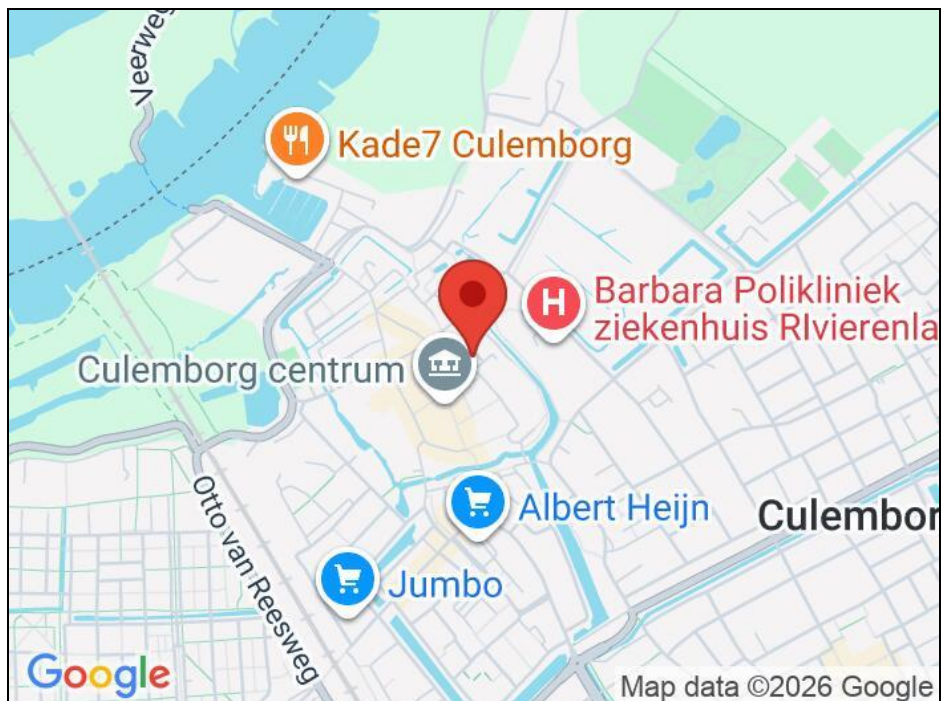 Veerweg
Kade7 Culemborg
Barbara Polikliniek
ziekenhuis RIvierenla
Culemborg centrum
Albert Heijn
Culembor
Otto van Reesweg
Jumbo
Google
Map data ©2026 Google